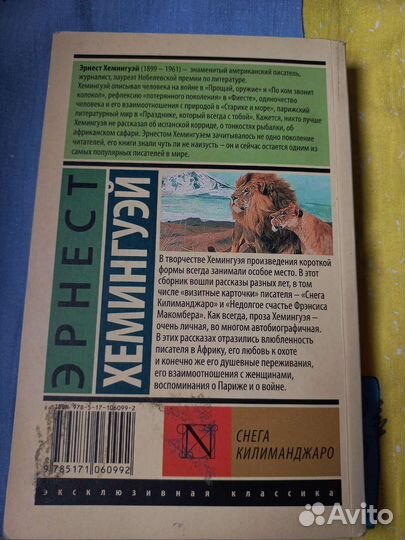 Эрнест Хемингуэй (1899 – 1961) – знаменитый американский писатель,
журналист, лауреат Нобелевской премии по литературе.
Хемингуэй описывал человека на войне в «Прощай, оружие» и «По ком звонит
колокол», рефлексию «потерянного поколения» в «Фиесте», одиночество
человека и его взаимоотношения с природой в «Старике и море», парижский
литературный мир в «Празднике, который всегда с тобой». Кажется, никто лучше
Хемингуэя не рассказал об испанской корриде, о тонкостях рыбалки, об
африканском сафари. Эрнестом Хемингуэем зачитывалось не одно поколение
читателей, его книги знали чуть ли не наизусть – он и сейчас остается одним из
самых популярных писателей в мире.
ЭРНЕСТ
ХЕМИНГУЭЙ
В творчестве Хемингуэя произведения короткой
формы всегда занимали особое место. В этот
сборник вошли рассказы разных лет, в том
числе «визитные карточки» писателя – «Снега
Килиманджаро» и «Недолгое счастье Фрэнсиса
Макомбера». Как всегда, проза Хемингуэя –
очень личная, во многом автобиографичная.
В этих рассказах отразились влюбленность
писателя в Африку, его любовь к охоте
и конечно же его душевные переживания,
его взаимоотношения с женщинами,
воспоминания о Париже и о войне.
ISBN 978-5-17-106099-2
9 785171 060992
N
СНЕГА
КИЛИМАНДЖАРО
эксклюзивная классика
Avito